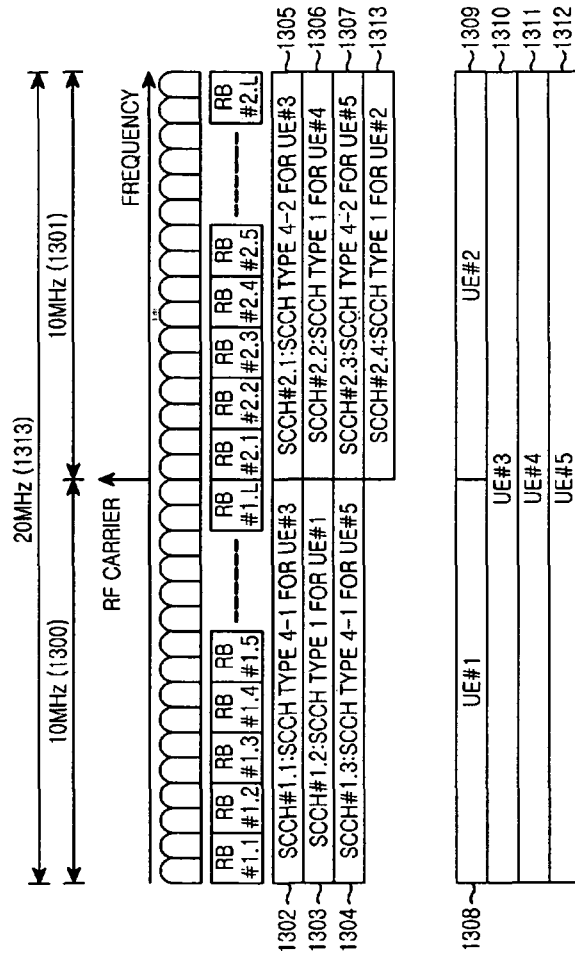 20MHz (1313)
10MHz (1300)
10MHz (1301)
RF CARRIER
FREQUENCY
RB #1.1
RB #1.2
RB #1.3
RB #1.4
RB #1.5
RB #1.L
RB #2.1
RB #2.2
RB #2.3
RB #2.4
RB #2.5
RB #2.L
1302
SCCH#1.1:SCCH TYPE 4-1 FOR UE#3
SCCH#2.1:SCCH TYPE 4-2 FOR UE#3
1305
1303
SCCH#1.2:SCCH TYPE 1 FOR UE#1
SCCH#2.2:SCCH TYPE 1 FOR UE#4
1306
1304
SCCH#1.3:SCCH TYPE 4-1 FOR UE#5
SCCH#2.3:SCCH TYPE 4-2 FOR UE#5
1307
SCCH#2.4:SCCH TYPE 1 FOR UE#2
1313
1308
UE#1
UE#2
1309
UE#3
1310
UE#4
1311
UE#5
1312